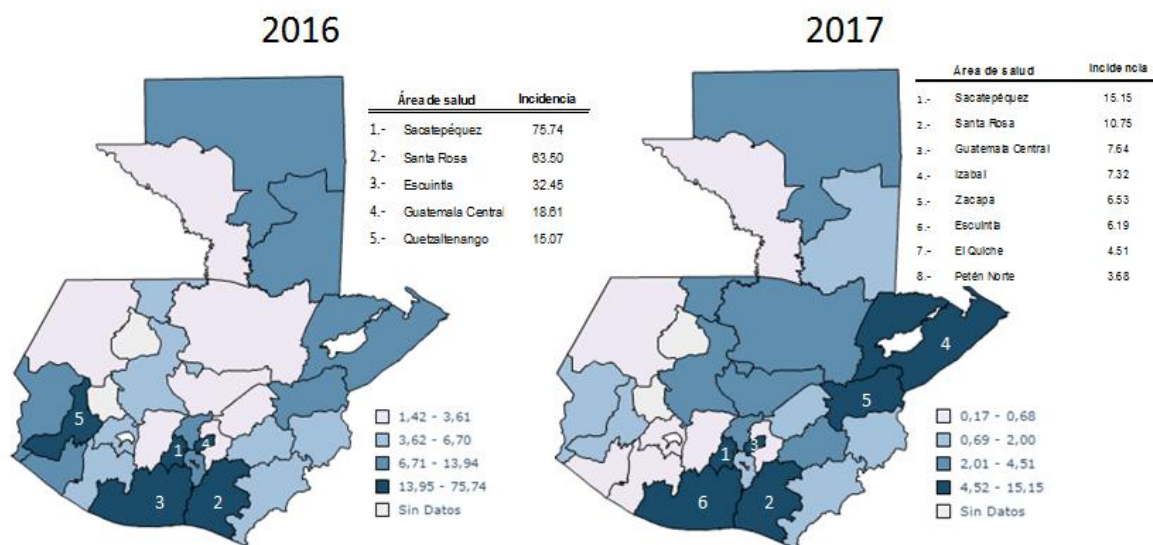 2016
Área de salud Incidencia
1.- Sacatepéquez 75.74
2.- Santa Rosa 63.50
3.- Escuintla 32.45
4.- Guatemala Central 18.61
5.- Quetzaltenango 15.07
5
4
1
3
2
1,42 - 3,61
3,62 - 6,70
6,71 - 13,94
13,95 - 75,74
Sin Datos
2017
Área de salud Incidencia
1.- Sacatepéquez 15.15
2.- Santa Rosa 10.75
3.- Guatemala Central 7.64
4.- Izabal 7.32
5.- Zacapa 6.53
6.- Escuintla 6.19
7.- El Quiche 4.51
8.- Petén Norte 3.68
4
5
3
1
6
2
0,17 - 0,68
0,69 - 2,00
2,01 - 4,51
4,52 - 15,15
Sin Datos